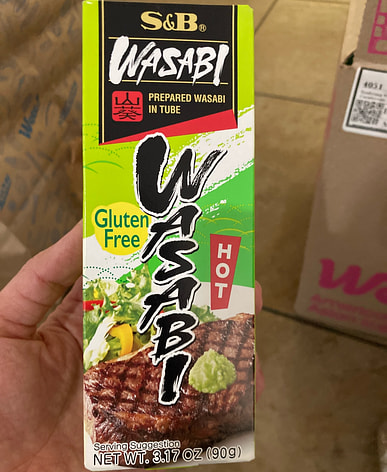 S&B®
WASABI
山葵
PREPARED WASABI
IN TUBE
WASABI
Gluten
Free
HOT
Serving Suggestion
NET WT. 3.17 OZ (90g)
4051